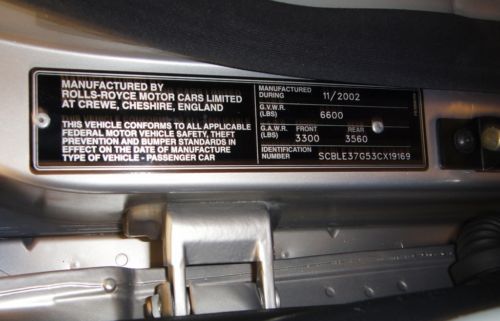 MANUFACTURED BY
ROLLS-ROYCE MOTOR CARS LIMITED
AT CREWE, CHESHIRE, ENGLAND
THIS VEHICLE CONFORMS TO ALL APPLICABLE
FEDERAL MOTOR VEHICLE SAFETY, THEFT
PREVENTION AND BUMPER STANDARDS IN
EFFECT ON THE DATE OF MANUFACTURE
TYPE OF VEHICLE - PASSENGER CAR
MANUFACTURED
DURING 11/2002
G.V.W.R.
(LBS) 6600
G.A.W.R. FRONT REAR
(LBS) 3300 3560
IDENTIFICATION
NUMBER SCBLE37G53CX19169